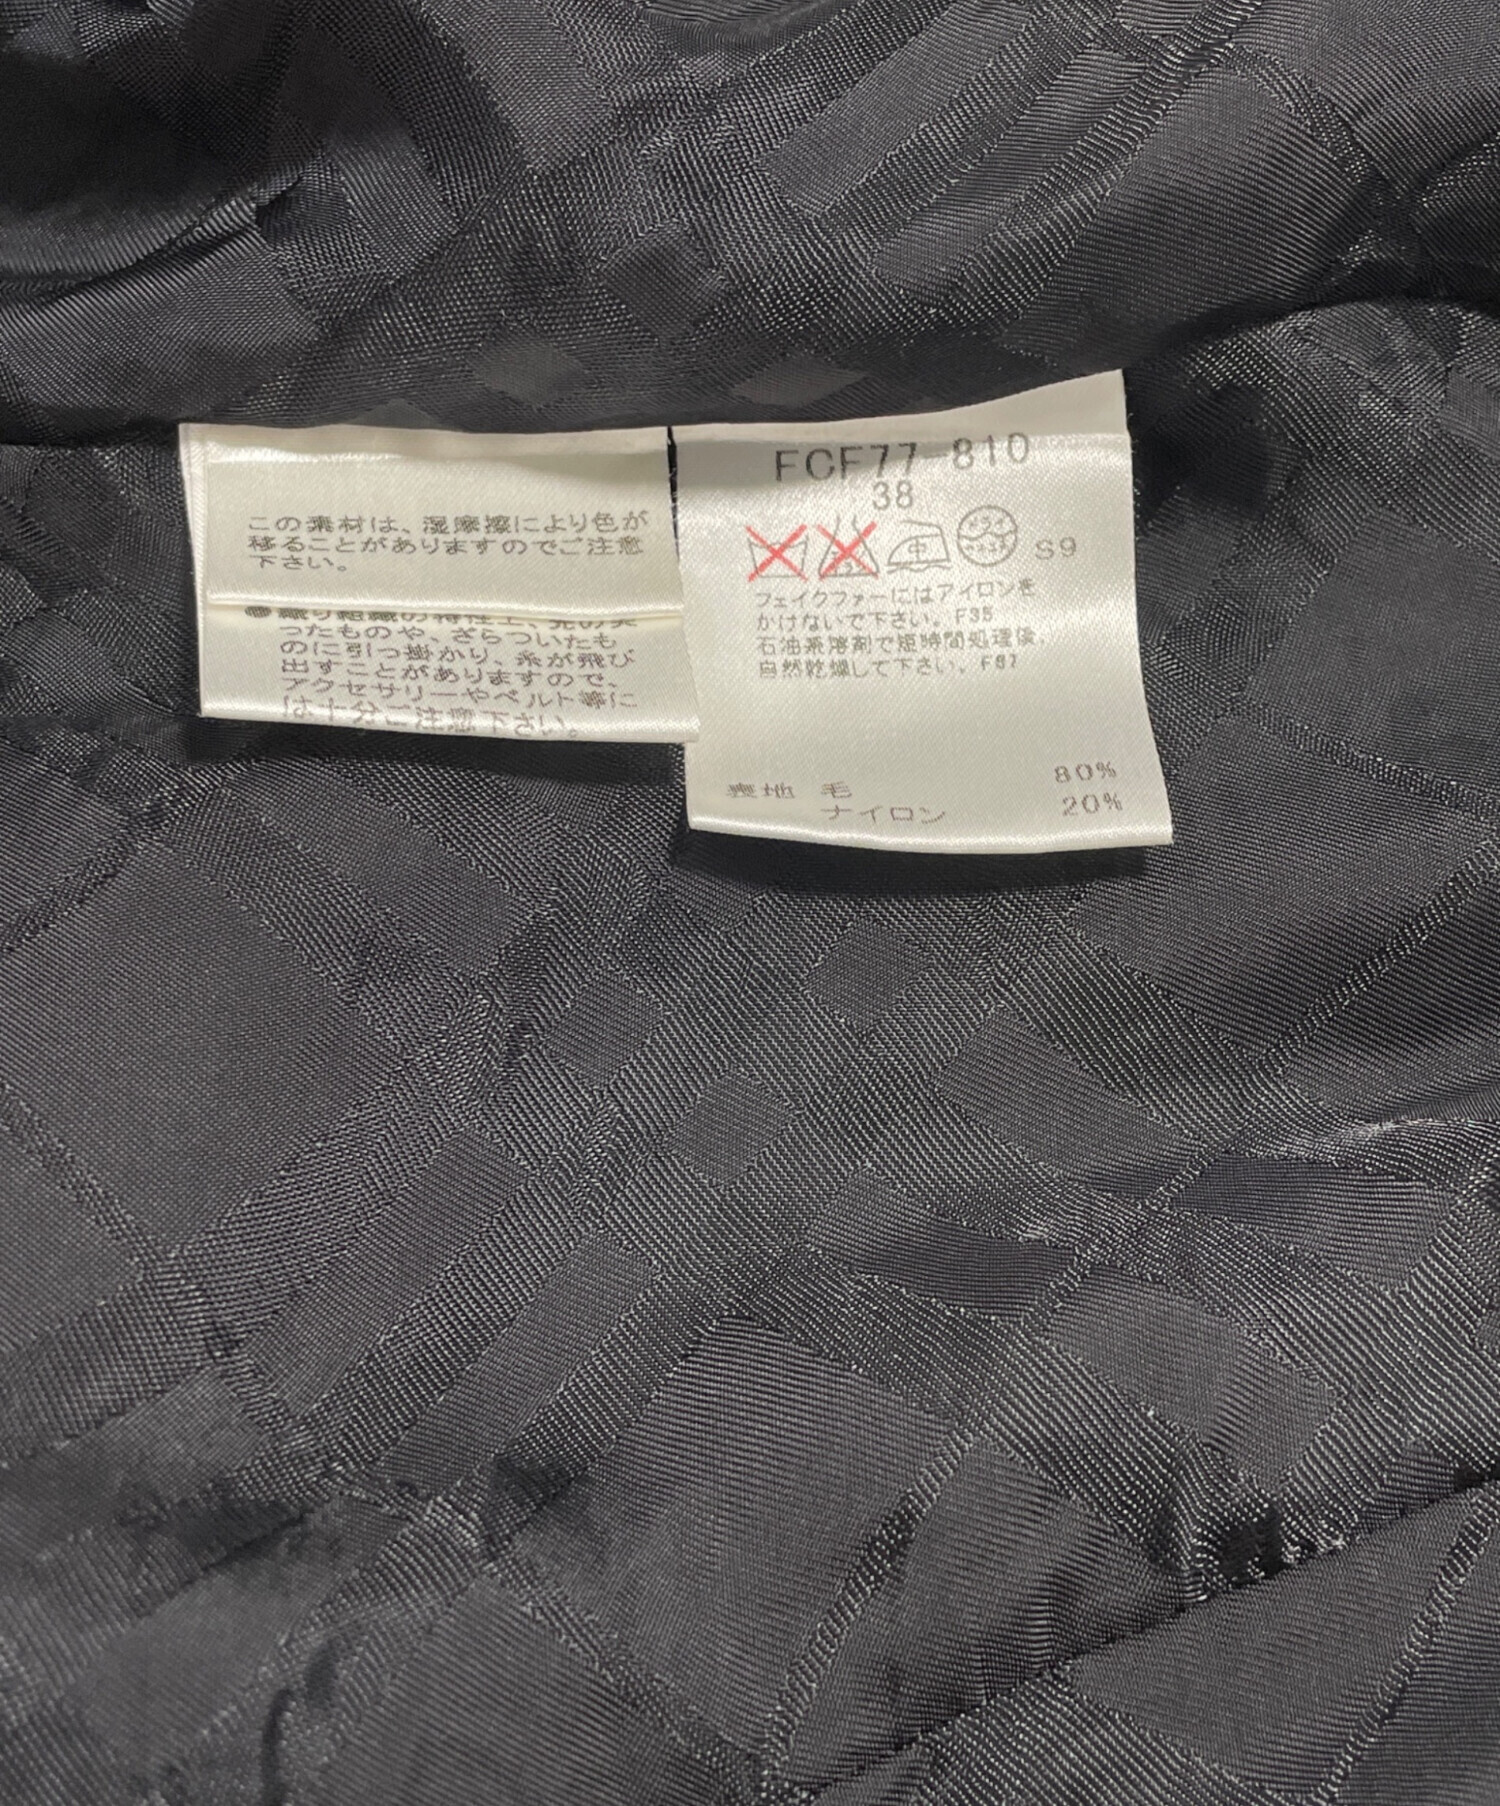 この素材は、湿摩擦により色が
移ることがありますのでご注意
下さい。
織り組織の特性上、先の尖
ったものや、ざらついたも
のに引っ掛かり、糸が飛び
出すことがありますので、
アクセサリーやベルト等に
は十分ご注意下さい。
FCF77-810
38
中 ドライ S9
フェイクファーにはアイロンを
かけないで下さい。F35
石油系溶剤で短時間処理後、
自然乾燥して下さい。F67
表地 毛 80%
ナイロン 20%